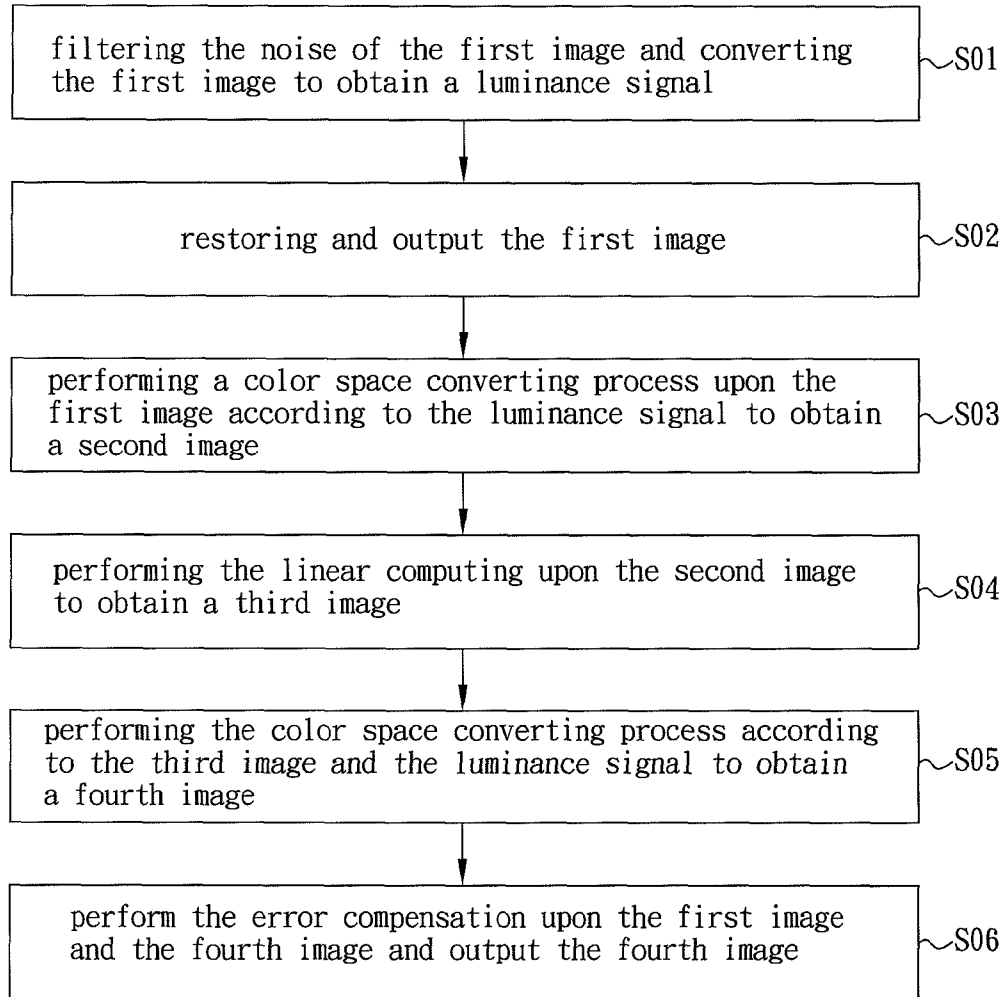 filtering the noise of the first image and converting
the first image to obtain a luminance signal
S01
restoring and output the first image
S02
performing a color space converting process upon the
first image according to the luminance signal to obtain
a second image
S03
performing the linear computing upon the second image
to obtain a third image
S04
performing the color space converting process according
to the third image and the luminance signal to obtain
a fourth image
S05
perform the error compensation upon the first image
and the fourth image and output the fourth image
S06